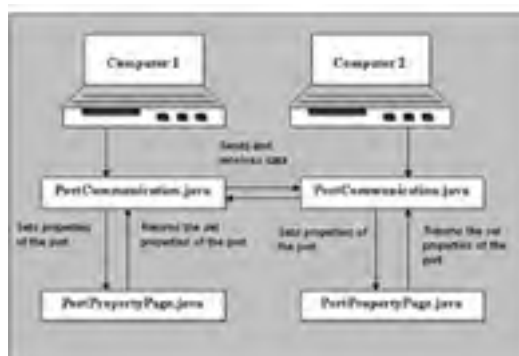 Computer 1
Computer 2
Sends and
receives data
PortCommunication.java
PortCommunication.java
Sets properties
of the port
Returns the set
properties of the port
Sets properties of
the port
Returns the set
properties of the
port
PortPropertyPage.java
PortPropertyPage.java